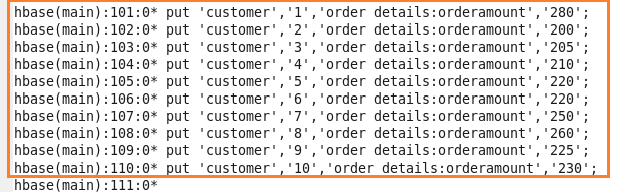 hbase(main):101:0* put 'customer','1','order details:orderamount','280';
hbase(main):102:0* put 'customer','2','order details:orderamount','200';
hbase(main):103:0* put 'customer','3','order details:orderamount','205';
hbase(main):104:0* put 'customer','4','order details:orderamount','210';
hbase(main):105:0* put 'customer','5','order details:orderamount','220';
hbase(main):106:0* put 'customer','6','order details:orderamount','220';
hbase(main):107:0* put 'customer','7','order details:orderamount','250';
hbase(main):108:0* put 'customer','8','order details:orderamount','260';
hbase(main):109:0* put 'customer','9','order details:orderamount','225';
hbase(main):110:0* put 'customer','10','order details:orderamount','230';
hbase(main):111:0*